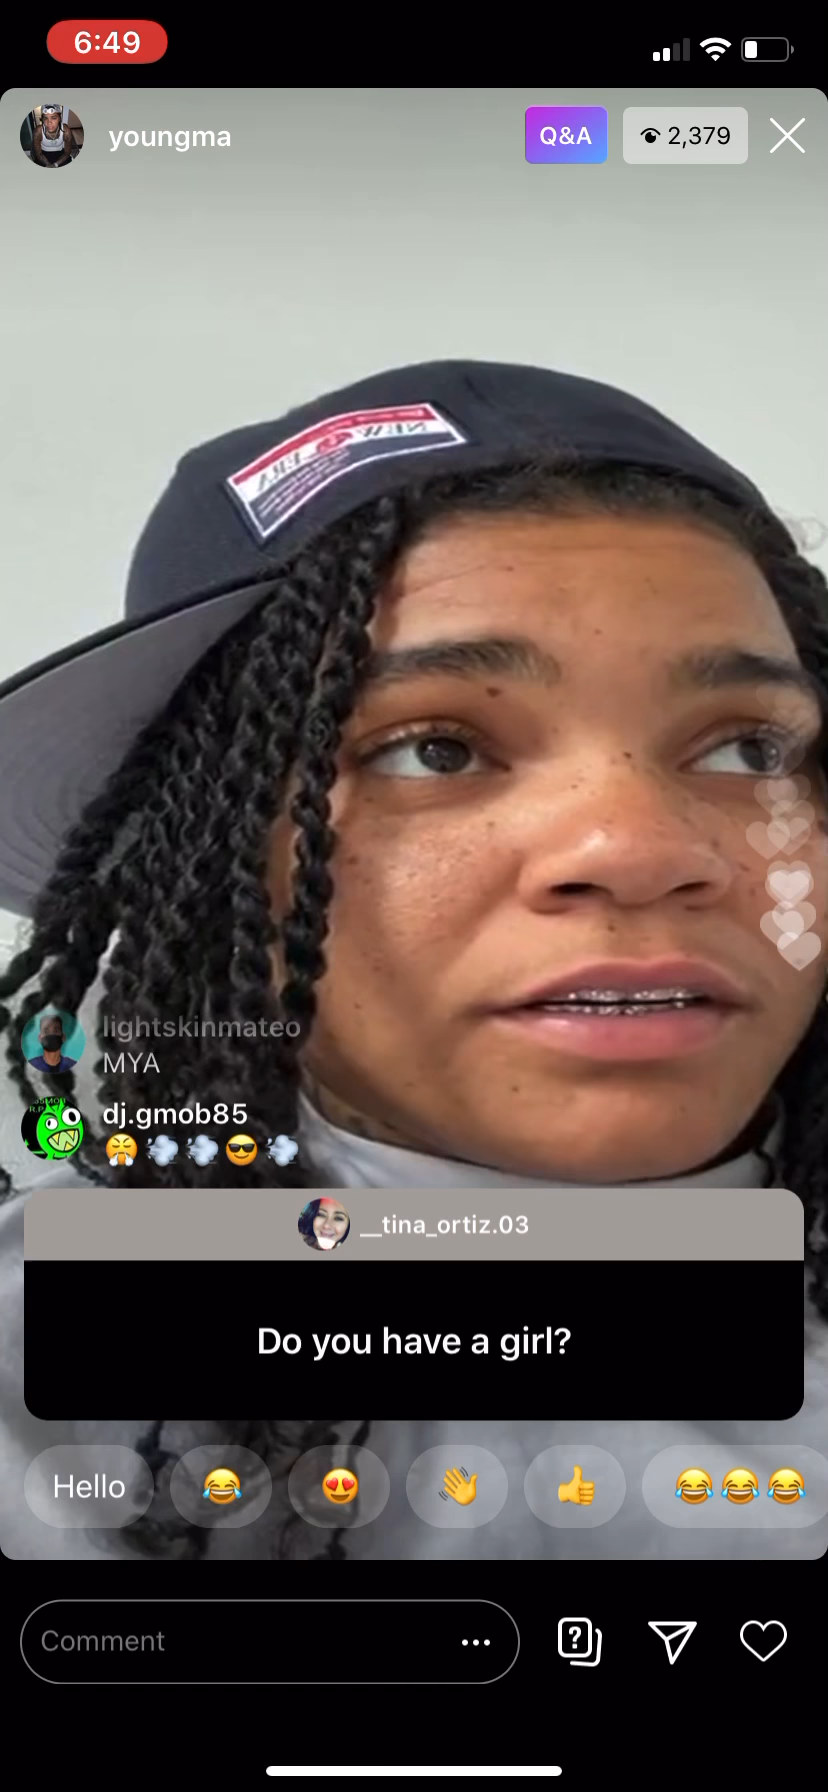 6:49
youngma
Q&A
2,379
lightskinmateo
MYA
dj.gmob85
😤💨💨😎💨
__tina_ortiz.03
Do you have a girl?
Hello 😂 😍 👋 👍 😂😂😂
Comment